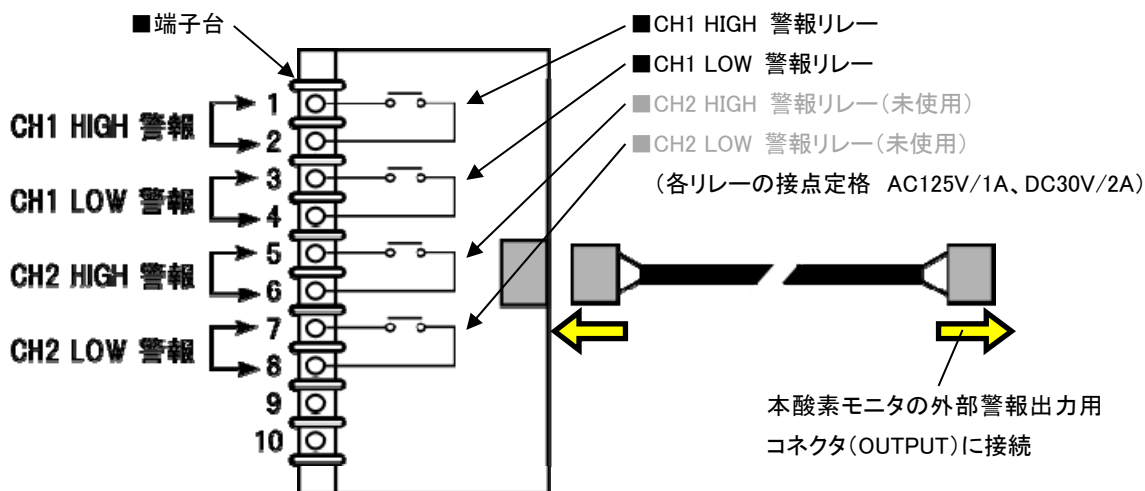 ■端子台
■CH1 HIGH 警報リレー
■CH1 LOW 警報リレー
■CH2 HIGH 警報リレー(未使用)
■CH2 LOW 警報リレー(未使用)
(各リレーの接点定格 AC125V/1A、DC30V/2A)
CH1 HIGH 警報
1
2
CH1 LOW 警報
3
4
CH2 HIGH 警報
5
6
CH2 LOW 警報
7
8
9
10
本酸素モニタの外部警報出力用
コネクタ(OUTPUT)に接続